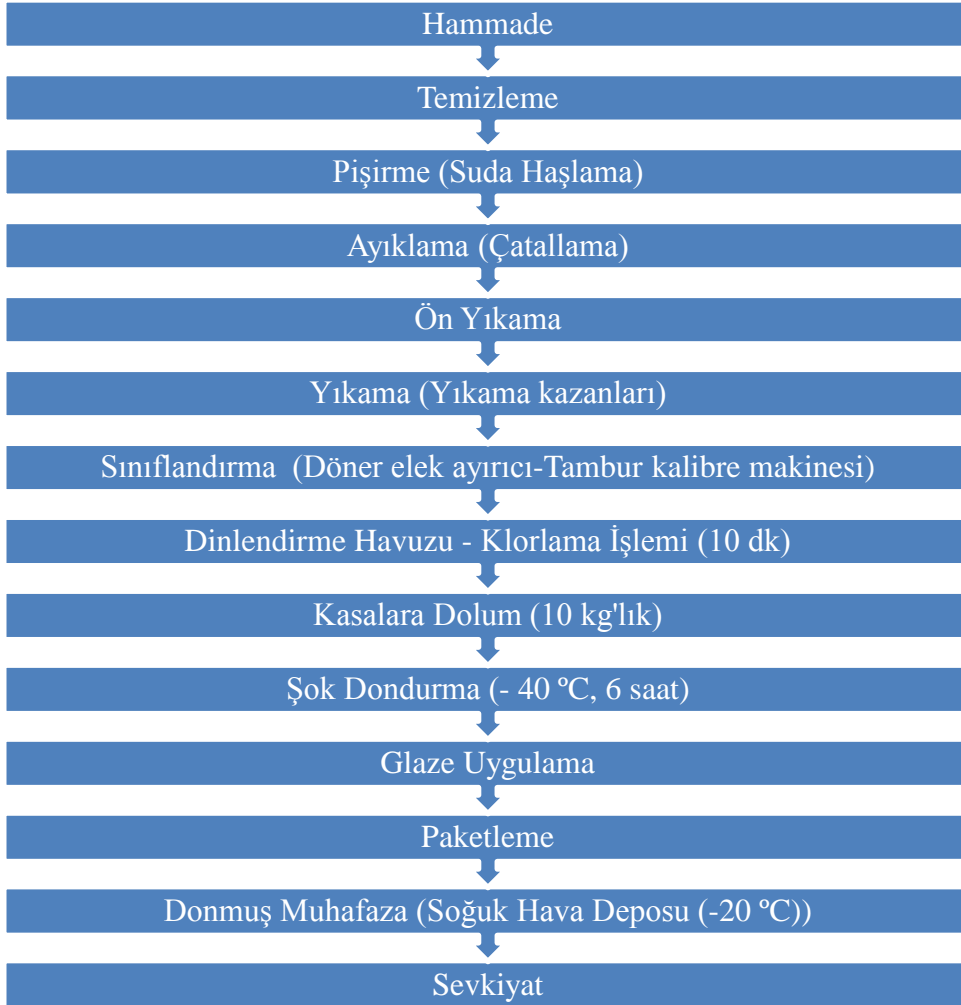 Hammade
Temizleme
Pişirme (Suda Haşlama)
Ayıklama (Çatallama)
Ön Yıkama
Yıkama (Yıkama kazanları)
Sınıflandırma (Döner elek ayırıcı-Tambur kalibre makinesi)
Dinlendirme Havuzu - Klorlama İşlemi (10 dk)
Kasalara Dolum (10 kg'lık)
Şok Dondurma (- 40 ºC, 6 saat)
Glaze Uygulama
Paketleme
Donmuş Muhafaza (Soğuk Hava Deposu (-20 ºC))
Sevkiyat